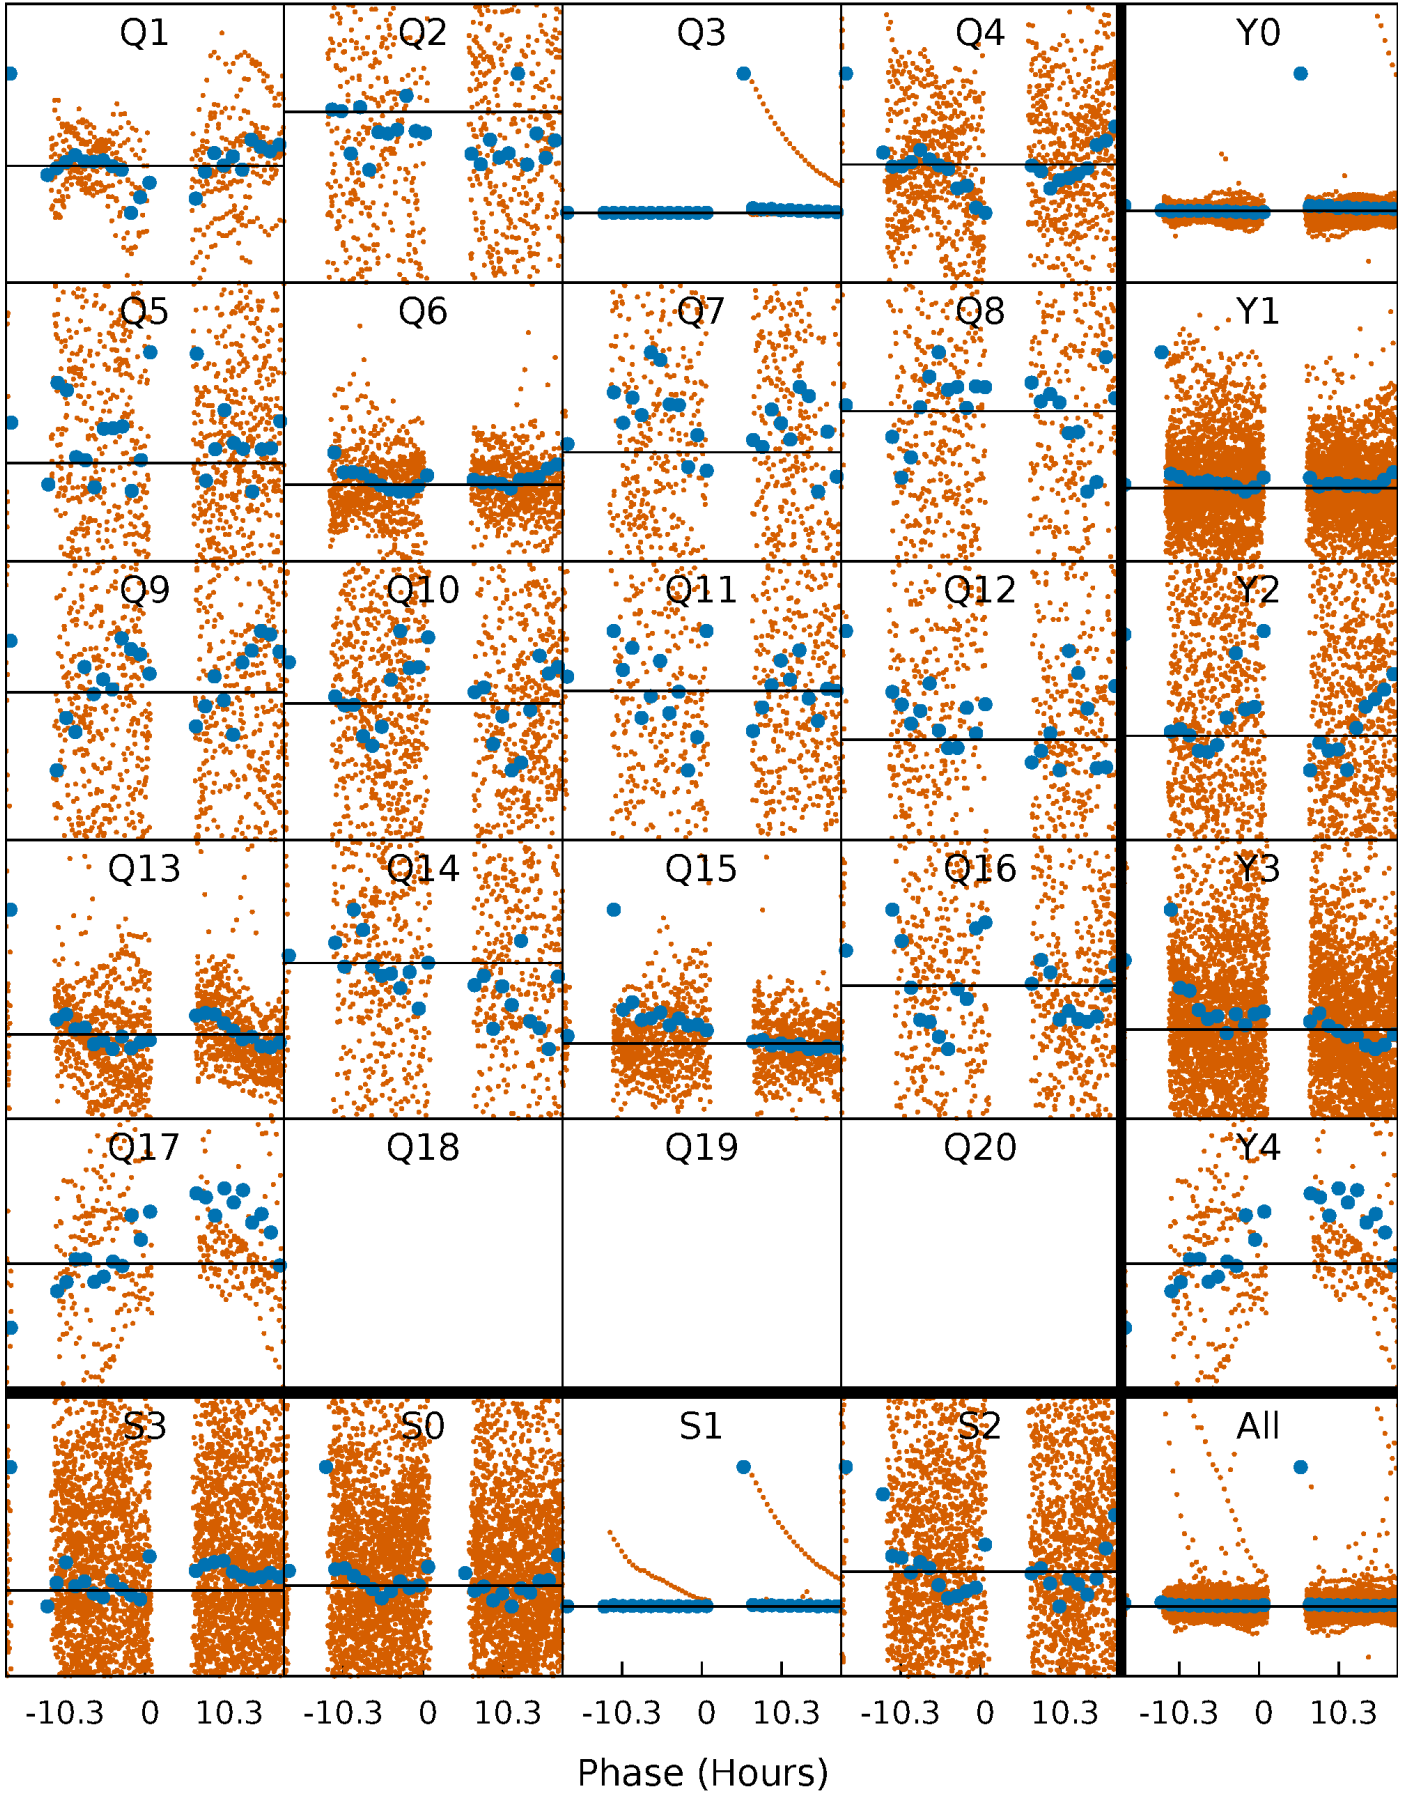 Q1 Q2 Q3 Q4 Y0
Q5 Q6 Q7 Q8 Y1
Q9 Q10 Q11 Q12 Y2
Q13 Q14 Q15 Q16 Y3
Q17 Q18 Q19 Q20 Y4
S3 S0 S1 S2 All
-10.3 0 10.3 -10.3 0 10.3 -10.3 0 10.3 -10.3 0 10.3 -10.3 0 10.3
Phase (Hours)